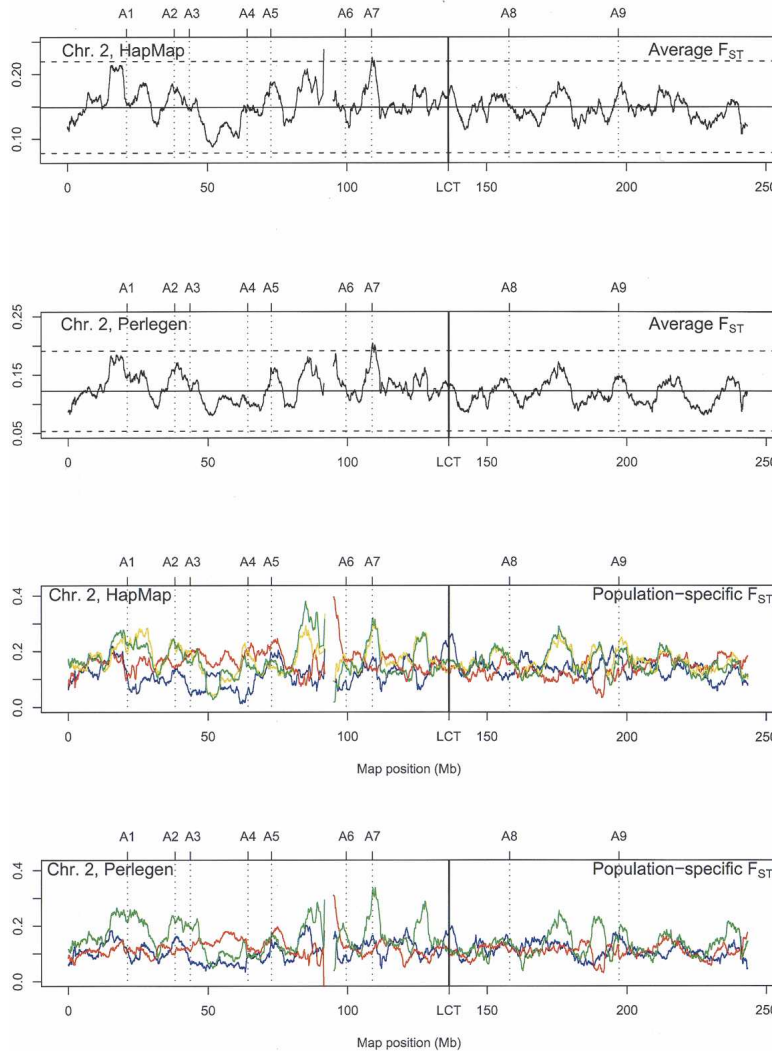 A1 A2 A3 A4 A5 A6 A7 A8 A9
Chr. 2, HapMap Average FST
0.20
0.10
0 50 100 LCT 150 200 250
A1 A2 A3 A4 A5 A6 A7 A8 A9
Chr. 2, Perlegen Average FST
0.25
0.15
0.05
0 50 100 LCT 150 200 250
A1 A2 A3 A4 A5 A6 A7 A8 A9
Chr. 2, HapMap Population-specific FST
0.4
0.2
0.0
0 50 100 LCT 150 200 250
Map position (Mb)
A1 A2 A3 A4 A5 A6 A7 A8 A9
Chr. 2, Perlegen Population-specific FST
0.4
0.2
0.0
0 50 100 LCT 150 200 250
Map position (Mb)